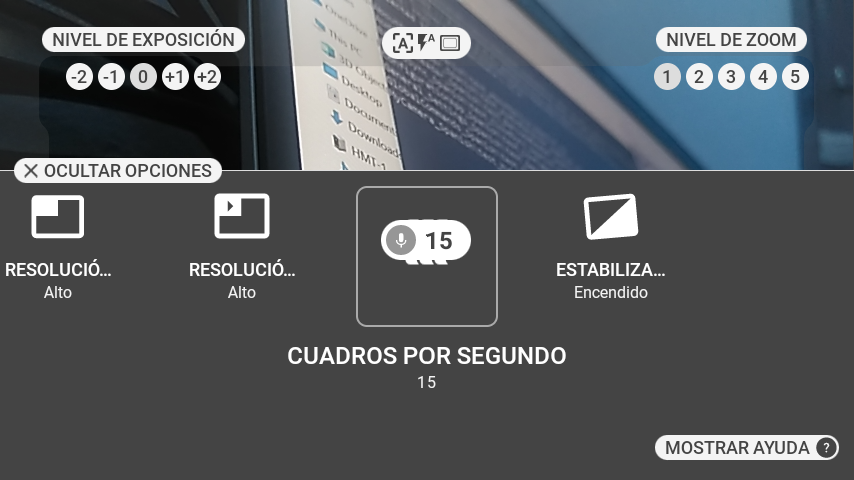 NIVEL DE EXPOSICIÓN
-2 -1 0 +1 +2
A A
NIVEL DE ZOOM
1 2 3 4 5
OneDrive
This PC
3D Objects
Desktop
Documents
Downloads
HMT-1
OCULTAR OPCIONES
RESOLUCIÓ...
Alto
RESOLUCIÓ...
Alto
15
ESTABILIZA...
Encendido
CUADROS POR SEGUNDO
15
MOSTRAR AYUDA ?